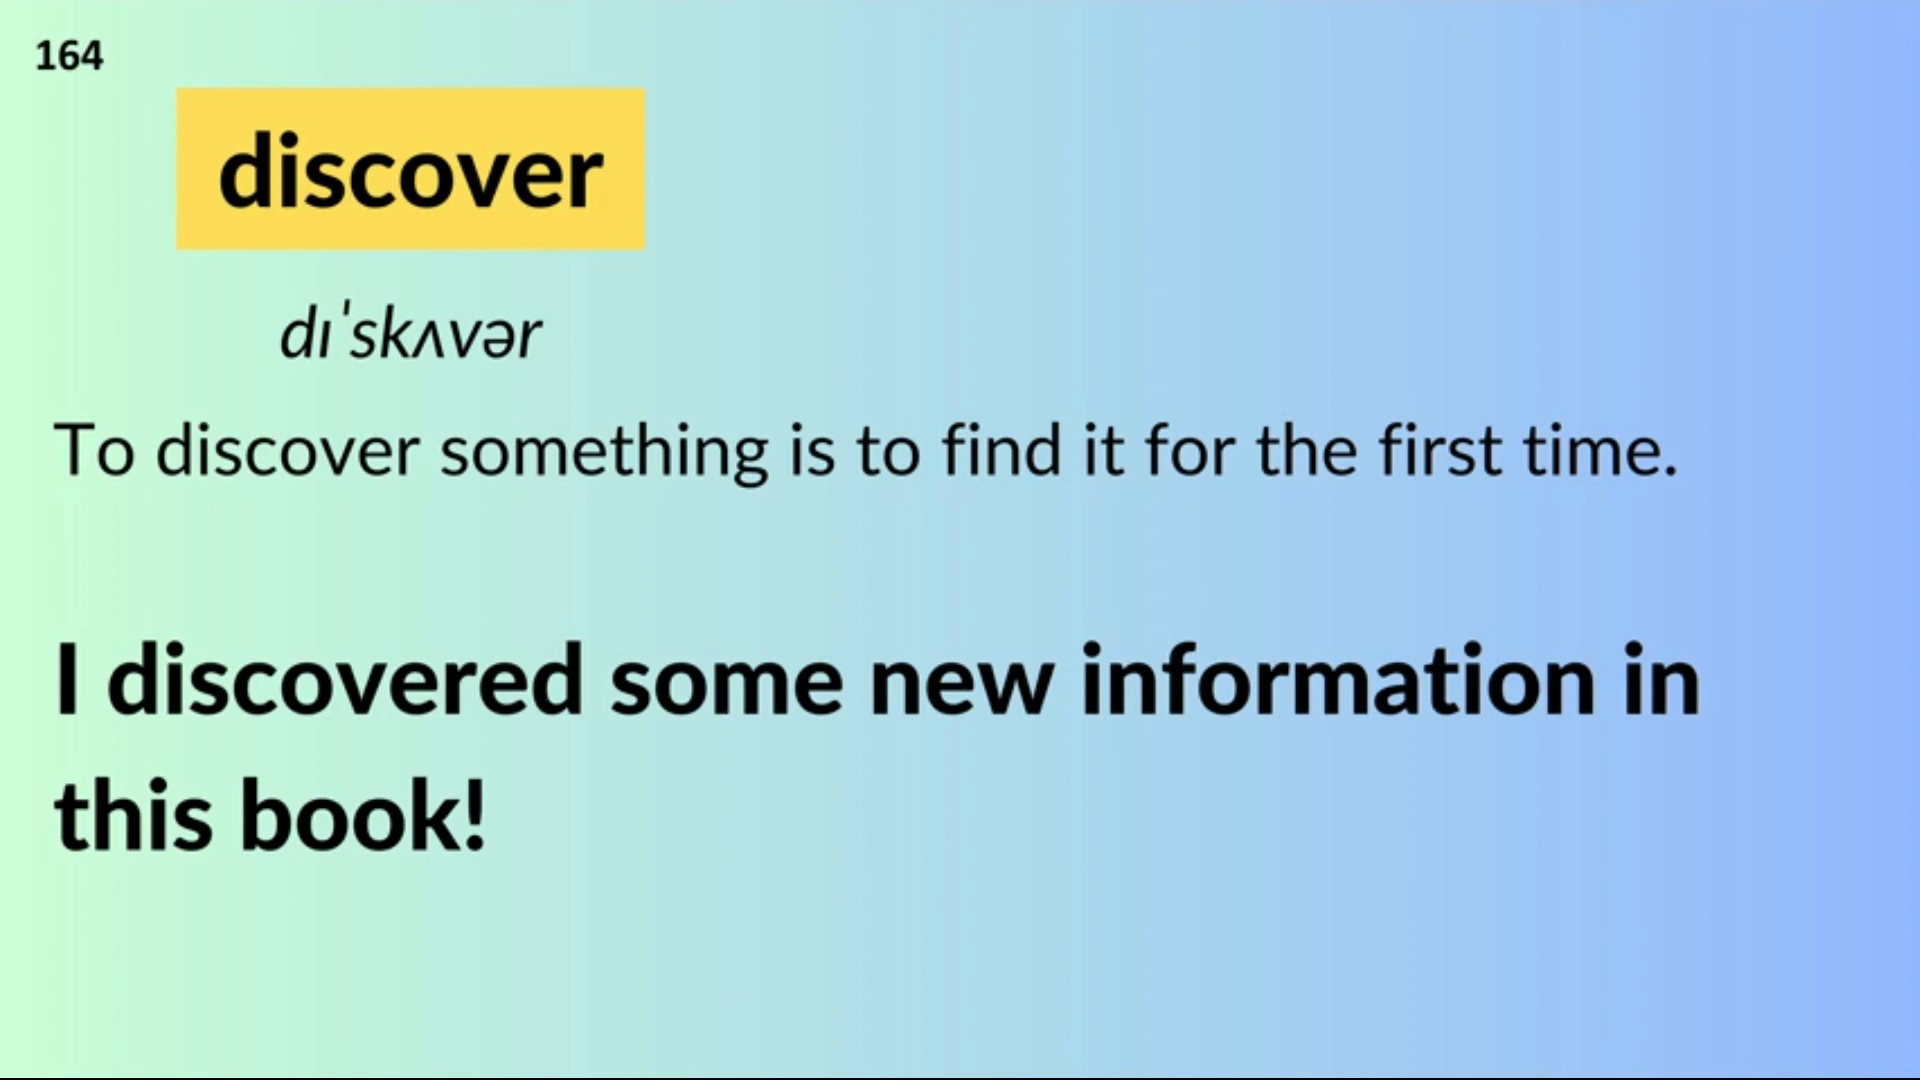 164
discover
dɪˈskʌvər
To discover something is to find it for the first time.
I discovered some new information in
this book!